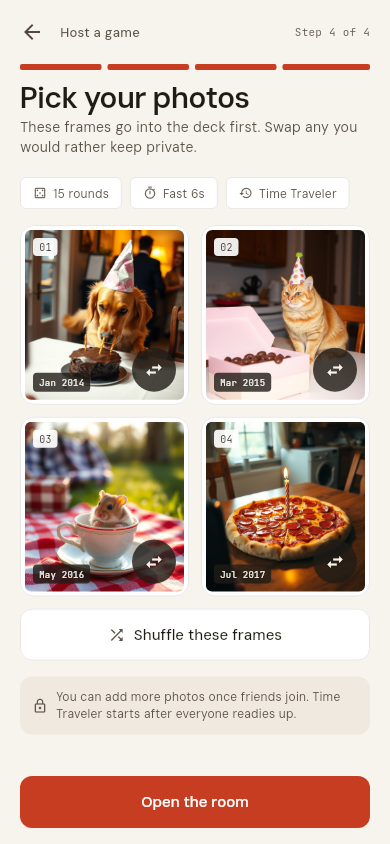 Host a game
Step 4 of 4
Pick your photos
These frames go into the deck first. Swap any you
would rather keep private.
15 rounds
Fast 6s
Time Traveler
01
Jan 2014
02
Mar 2015
03
May 2016
04
Jul 2017
Shuffle these frames
You can add more photos once friends join. Time
Traveler starts after everyone readies up.
Open the room